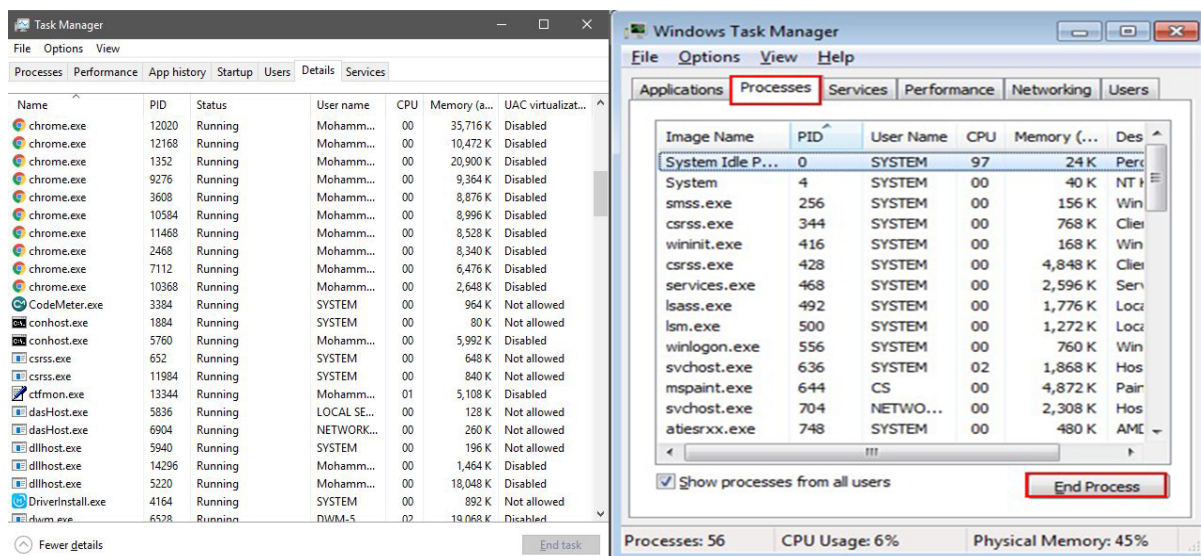 Task Manager
File Options View
Processes Performance App history Startup Users Details Services
Name PID Status User name CPU Memory (a... UAC virtualizat...
chrome.exe 12020 Running Mohamm... 00 35,716 K Disabled
chrome.exe 12168 Running Mohamm... 00 10,472 K Disabled
chrome.exe 1352 Running Mohamm... 00 20,900 K Disabled
chrome.exe 9276 Running Mohamm... 00 9,364 K Disabled
chrome.exe 3608 Running Mohamm... 00 8,876 K Disabled
chrome.exe 10584 Running Mohamm... 00 8,996 K Disabled
chrome.exe 11468 Running Mohamm... 00 8,528 K Disabled
chrome.exe 2468 Running Mohamm... 00 8,340 K Disabled
chrome.exe 7112 Running Mohamm... 00 6,476 K Disabled
chrome.exe 10368 Running Mohamm... 00 2,648 K Disabled
CodeMeter.exe 3384 Running SYSTEM 00 964 K Not allowed
conhost.exe 1884 Running SYSTEM 00 80 K Not allowed
conhost.exe 5760 Running Mohamm... 00 5,992 K Disabled
csrss.exe 652 Running SYSTEM 00 648 K Not allowed
csrss.exe 11984 Running SYSTEM 00 840 K Not allowed
ctfmon.exe 13344 Running Mohamm... 01 5,108 K Disabled
dasHost.exe 5836 Running LOCAL SE... 00 128 K Not allowed
dasHost.exe 6904 Running NETWORK... 00 260 K Not allowed
dllhost.exe 5940 Running SYSTEM 00 196 K Not allowed
dllhost.exe 14296 Running Mohamm... 00 1,464 K Disabled
dllhost.exe 5220 Running Mohamm... 00 18,048 K Disabled
DriverInstall.exe 4164 Running SYSTEM 00 892 K Not allowed
dwm.exe 6528 Running DWM-5 02 19,068 K Disabled
Fewer details End task
Windows Task Manager
File Options View Help
Applications Processes Services Performance Networking Users
Image Name PID User Name CPU Memory (... Des
System Idle P... 0 SYSTEM 97 24 K Perc
System 4 SYSTEM 00 40 K NT
smss.exe 256 SYSTEM 00 156 K Win
csrss.exe 344 SYSTEM 00 768 K Clier
wininit.exe 416 SYSTEM 00 168 K Win
csrss.exe 428 SYSTEM 00 4,848 K Clier
services.exe 468 SYSTEM 00 2,596 K Serv
lsass.exe 492 SYSTEM 00 1,776 K Loca
lsm.exe 500 SYSTEM 00 1,272 K Loca
winlogon.exe 556 SYSTEM 00 760 K Win
svchost.exe 636 SYSTEM 02 1,868 K Hos
mspaint.exe 644 CS 00 4,872 K Pain
svchost.exe 704 NETWO... 00 2,308 K Hos
atiesrxx.exe 748 SYSTEM 00 480 K AMD
Show processes from all users
End Process
Processes: 56 CPU Usage: 6% Physical Memory: 45%